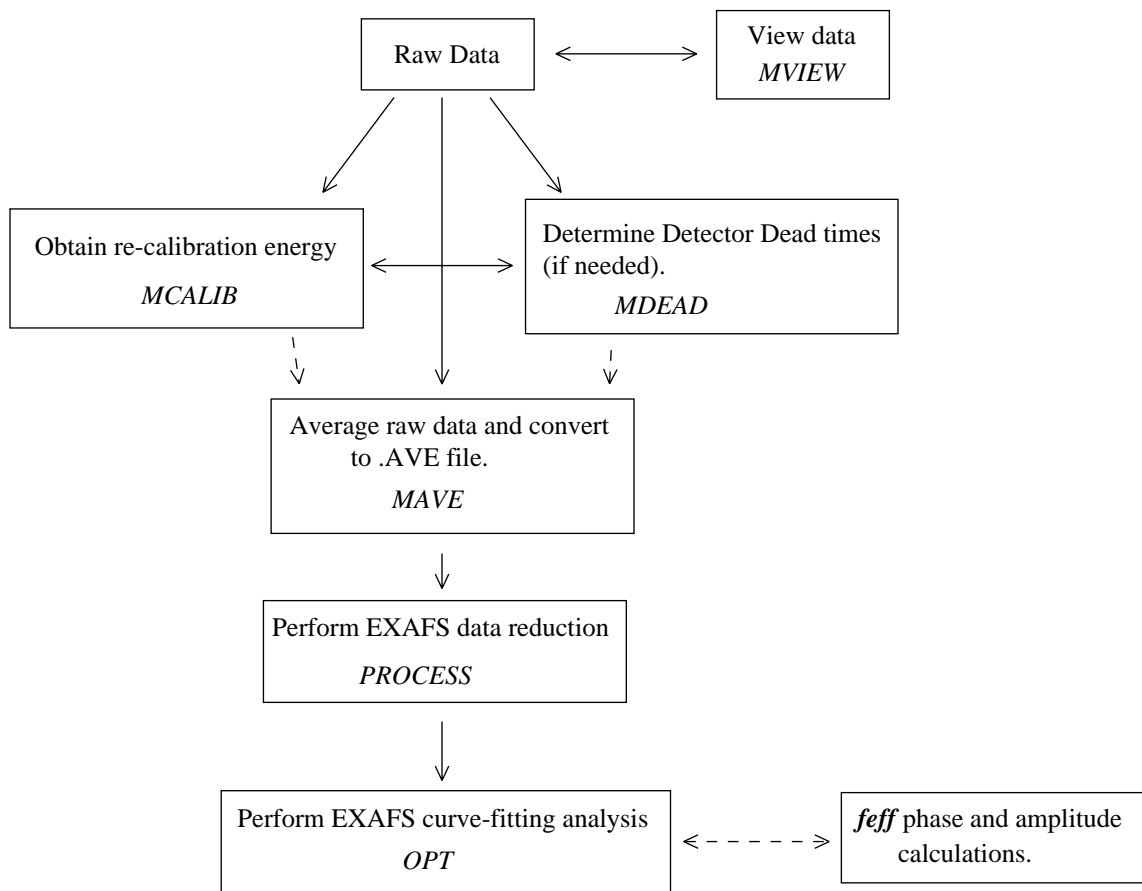 Raw Data
View data
MVIEW
Obtain re-calibration energy
MCALIB
Determine Detector Dead times
(if needed).
MDEAD
Average raw data and convert
to .AVE file.
MAVE
Perform EXAFS data reduction
PROCESS
Perform EXAFS curve-fitting analysis
OPT
feff phase and amplitude
calculations.